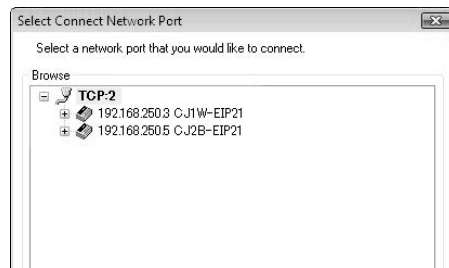 Select Connect Network Port
Select a network port that you would like to connect.
Browse
TCP:2
192.168.250.3 CJ1W-EIP21
192.168.250.5 CJ2B-EIP21